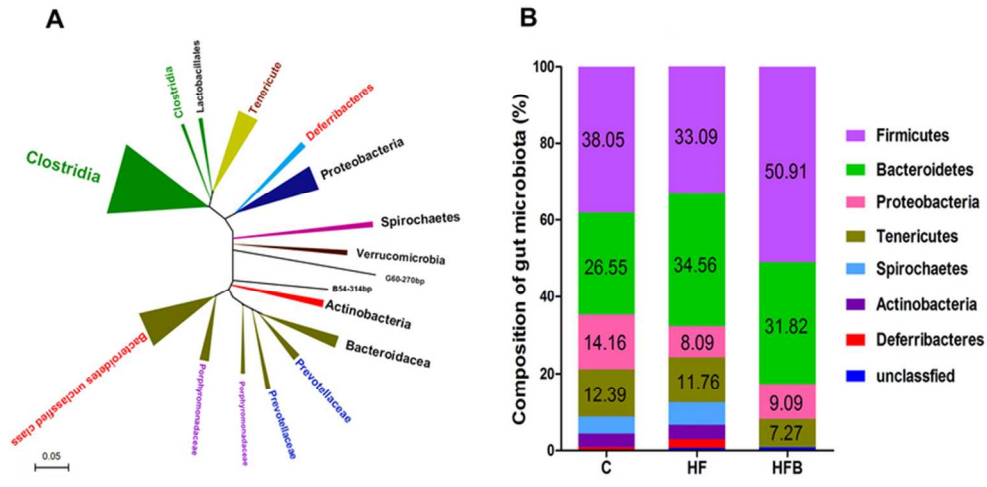 A
Clostridia
Clostridia
Lactobacillales
Tenericute
Deferribacteres
Proteobacteria
Spirochaetes
Verrucomicrobia
G60-270bp
B54-314bp
Actinobacteria
Bacteroidacea
Prevotellaceae
Prevotellaceae
Porphyromonadaceae
Porphyromonadaceae
Bacteroidetes unclassified class
0.05
B
Composition of gut microbiota (%)
100
80
60
40
20
0
38.05
26.55
14.16
12.39
33.09
34.56
8.09
11.76
50.91
31.82
9.09
7.27
C
HF
HFB
Firmicutes
Bacteroidetes
Proteobacteria
Tenericutes
Spirochaetes
Actinobacteria
Deferribacteres
unclassfied